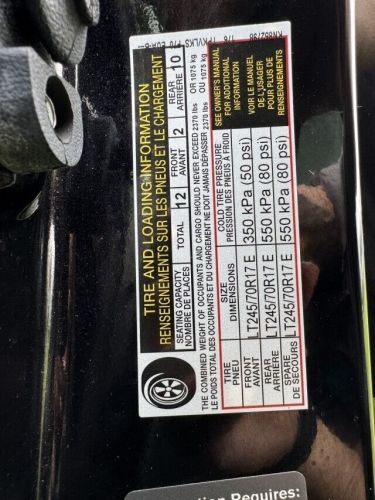 TIRE AND LOADING INFORMATION
RENSEIGNEMENTS SUR LES PNEUS ET LE CHARGEMENT
SEATING CAPACITY
NOMBRE DE PLACES
TOTAL 12
FRONT
AVANT 2
REAR
ARRIÈRE 10
THE COMBINED WEIGHT OF OCCUPANTS AND CARGO SHOULD NEVER EXCEED 2370 lbs OR 1075 kg
LE POIDS TOTAL DES OCCUPANTS ET DU CHARGEMENT NE DOIT JAMAIS DÉPASSER 2370 lbs OU 1075 kg
TIRE
PNEU
SIZE
DIMENSIONS
COLD TIRE PRESSURE
PRESSION DES PNEUS À FROID
FRONT
AVANT
LT245/70R17 E
350 kPa (50 psi)
REAR
ARRIÈRE
LT245/70R17 E
550 kPa (80 psi)
SPARE
DE SECOURS
LT245/70R17 E
550 kPa (80 psi)
SEE OWNER'S MANUAL
FOR ADDITIONAL
INFORMATION
VOIR LE MANUEL
DE L'USAGER
POUR PLUS DE
RENSEIGNEMENTS
Requires: